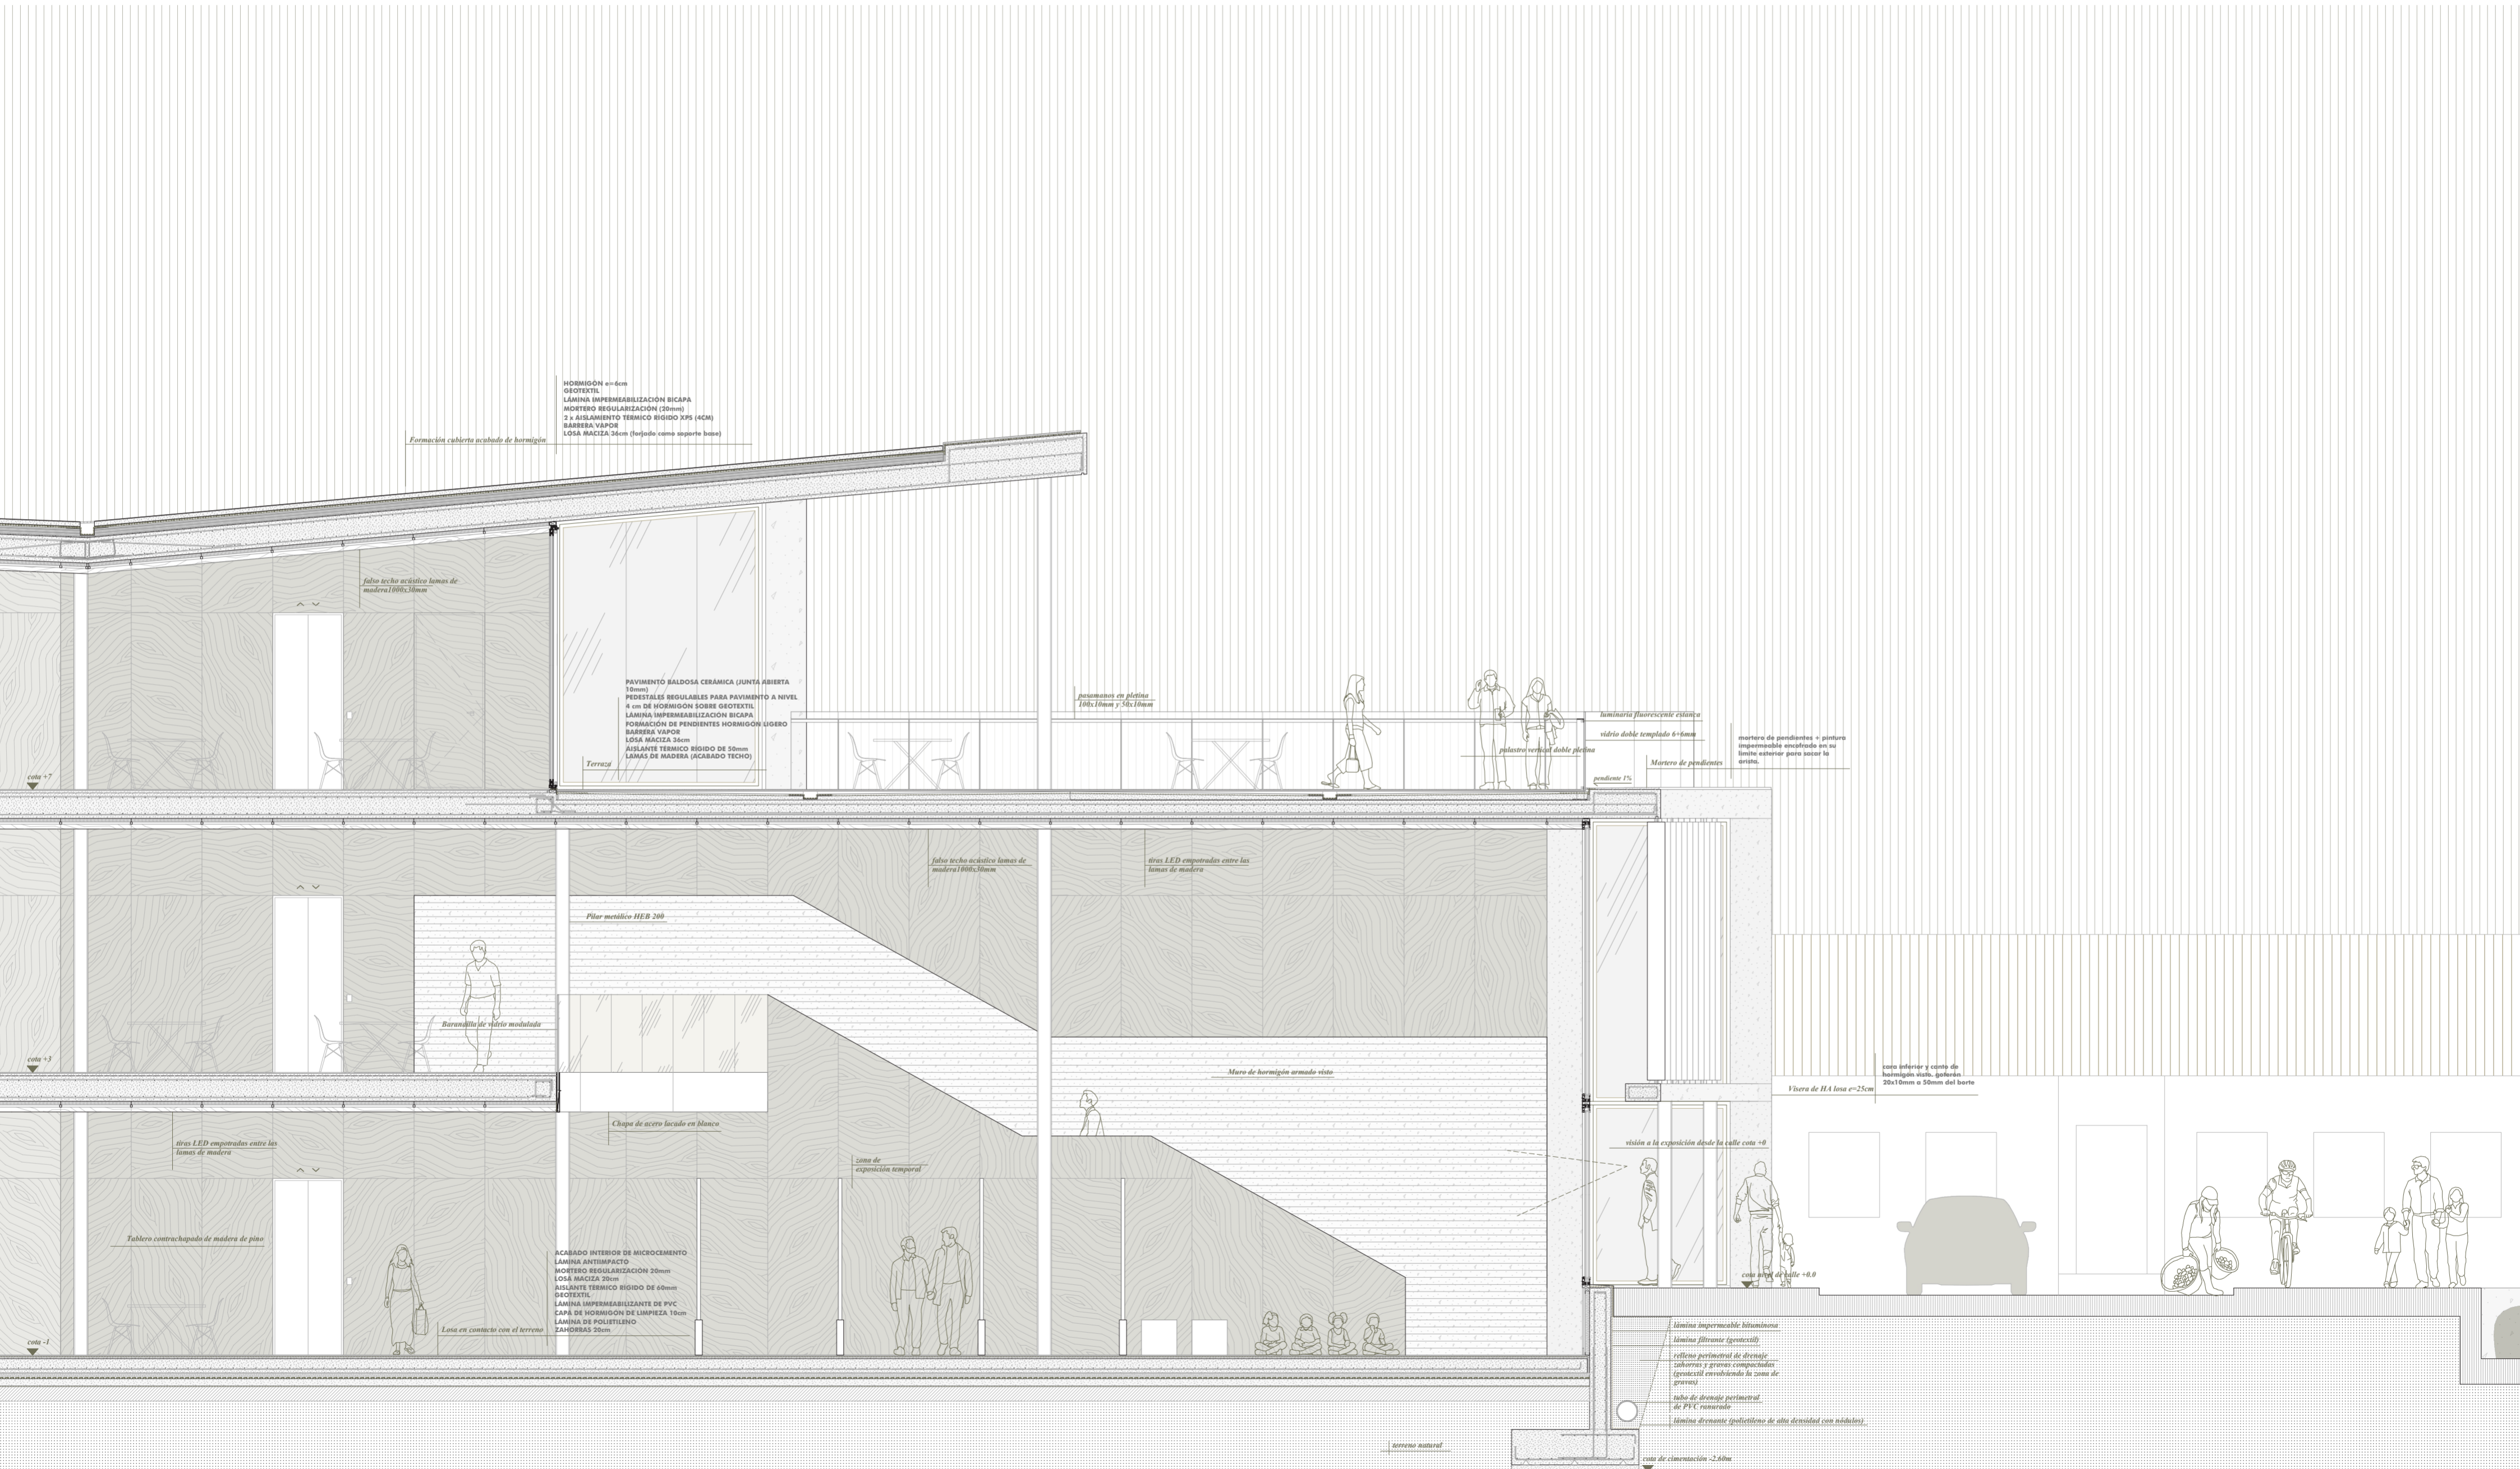 HORMIGÓN e=6cm
GEOTEXTIL
LÁMINA IMPERMEABILIZACIÓN BICAPA
MORTERO REGULARIZACIÓN (20mm)
2 x AISLAMIENTO TÉRMICO RÍGIDO XPS (4CM)
BARRERA VAPOR
LOSA MACIZA 36cm (forjado como soporte base)
Formación cubierta acabado de hormigón
falso techo acústico lamas de
madera1000x30mm
PAVIMENTO BALDOSA CERÁMICA (JUNTA ABIERTA
10mm)
PEDESTALES REGULABLES PARA PAVIMENTO A NIVEL
4 cm DE HORMIGÓN SOBRE GEOTEXTIL
LÁMINA IMPERMEABILIZACIÓN BICAPA
FORMACIÓN DE PENDIENTES HORMIGÓN LIGERO
BARRERA VAPOR
LOSA MACIZA 36cm
AISLANTE TÉRMICO RÍGIDO DE 50mm
LAMAS DE MADERA (ACABADO TECHO)
Terraza
pasamanos en pletina
100x10mm y 50x10mm
luminaria fluorescente estanca
vidrio doble templado 6+6mm
palastro vertical doble pletina
mortero de pendientes + pintura
impermeable encofrado en su
límite exterior para sacar la
arista.
Mortero de pendientes
pendiente 1%
cota +7
falso techo acústico lamas de
madera1000x30mm
tiras LED empotradas entre las
lamas de madera
Pilar metálico HEB 200
Barandilla de vidrio modulada
cota +3
Muro de hormigón armado visto
cara inferior y canto de
hormigón visto. goterón
20x10mm a 50mm del borte
Visera de HA losa e=25cm
Chapa de acero lacado en blanco
tiras LED empotradas entre las
lamas de madera
zona de
exposición temporal
visión a la exposición desde la calle cota +0
Tablero contrachapado de madera de pino
ACABADO INTERIOR DE MICROCEMENTO
LÁMINA ANTIIMPACTO
MORTERO REGULARIZACIÓN 20mm
LOSA MACIZA 20cm
AISLANTE TÉRMICO RÍGIDO DE 60mm
GEOTEXTIL
LÁMINA IMPERMEABILIZANTE DE PVC
CAPA DE HORMIGÓN DE LIMPIEZA 10cm
LÁMINA DE POLIETILENO
ZAHORRAS 20cm
Losa en contacto con el terreno
cota nivel de calle +0.0
cota -1
lámina impermeable bituminosa
lámina filtrante (geotextil)
relleno perimetral de drenaje
zahorras y gravas compactadas
(geotextil envolviendo la zona de
gravas)
tubo de drenaje perimetral
de PVC ranurado
lámina drenante (polietileno de alta densidad con nódulos)
terreno natural
cota de cimentación -2.60m